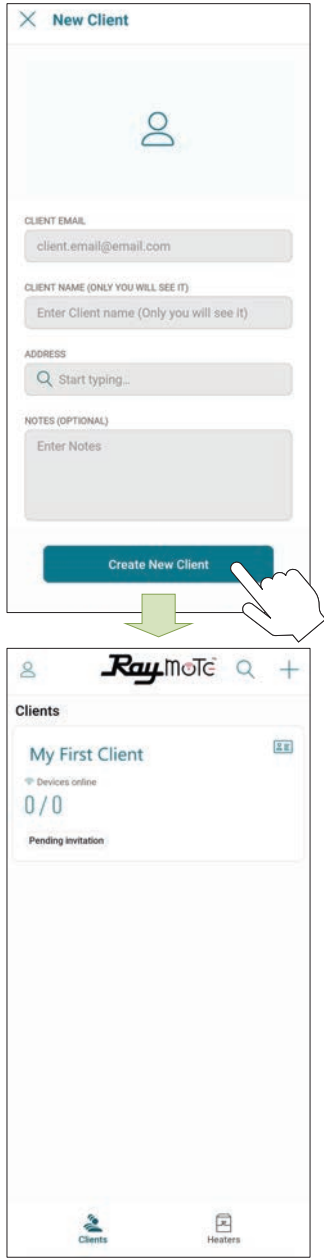 New Client
CLIENT EMAIL
client.email@email.com
CLIENT NAME (ONLY YOU WILL SEE IT)
Enter Client name (Only you will see it)
ADDRESS
Start typing...
NOTES (OPTIONAL)
Enter Notes
Create New Client
RaymoTe
Clients
My First Client
Devices online
0/0
Pending invitation
Clients
Heaters